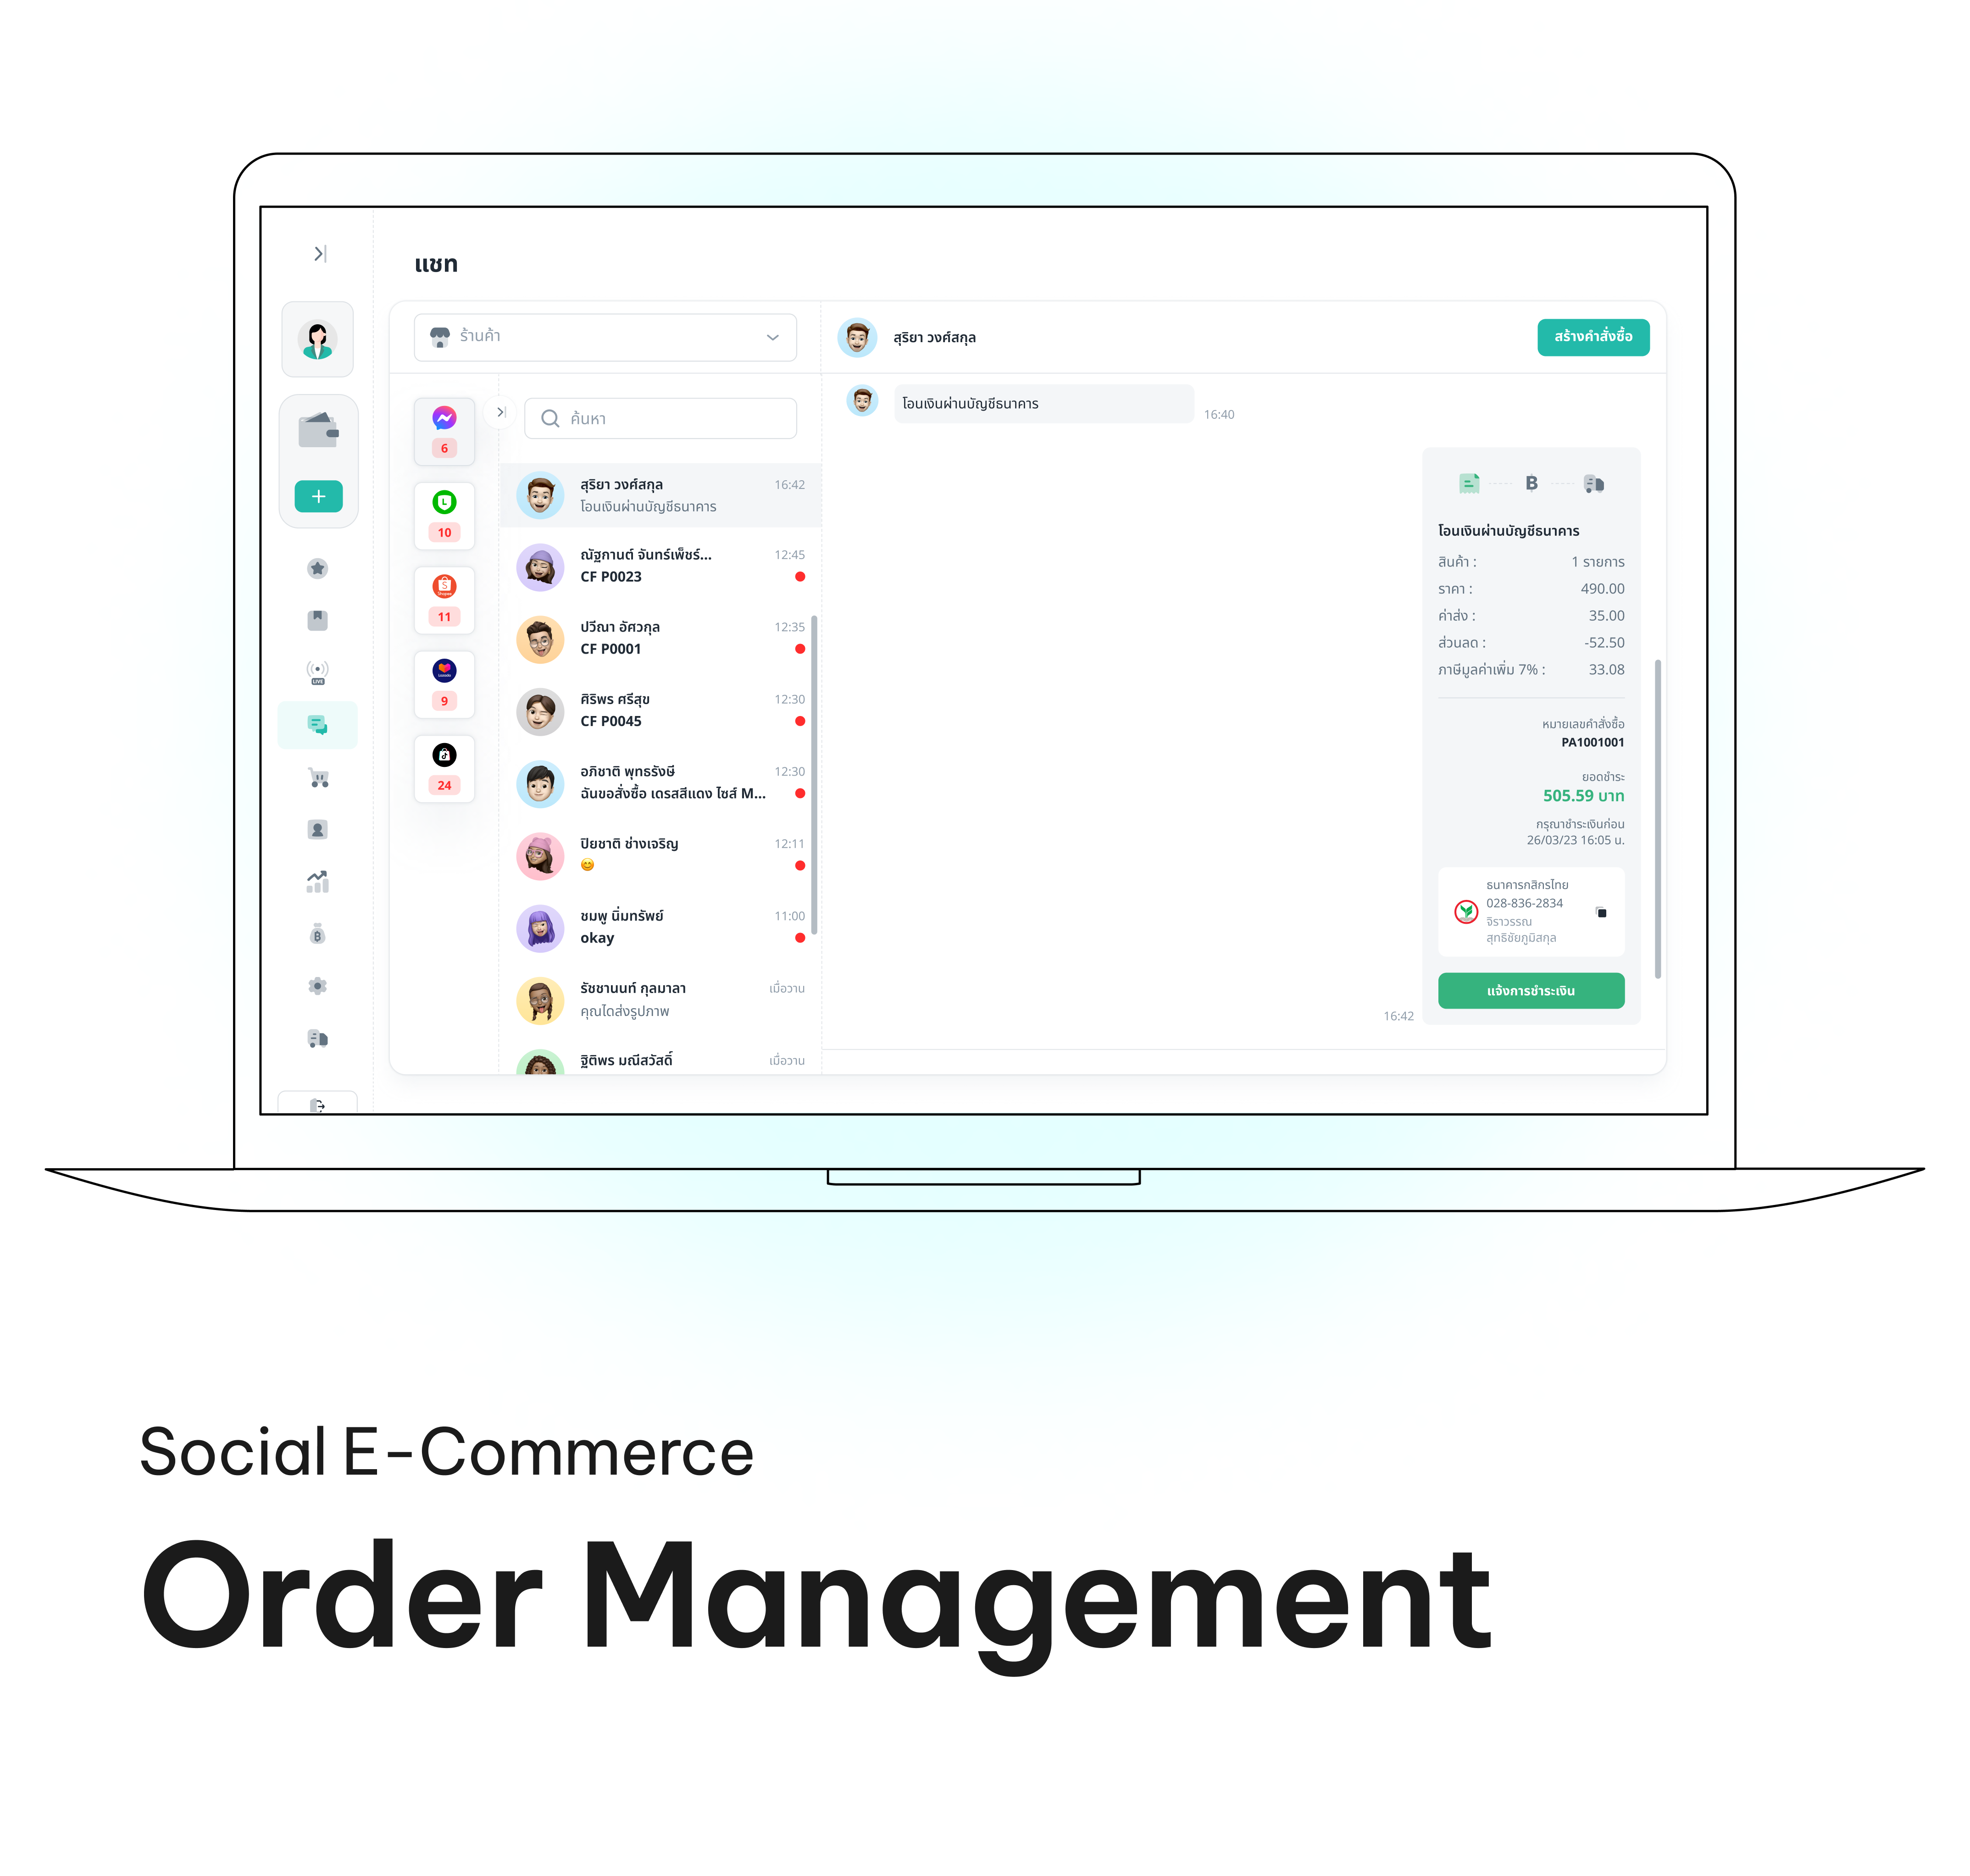 แชท
ร้านค้า
สุริยา วงศ์สกุล
สร้างคำสั่งซื้อ
6
10
11
9
24
LIVE
ค้นหา
สุริยา วงศ์สกุล 16:42
โอนเงินผ่านบัญชีธนาคาร
ณัฐกานต์ จันทร์เพ็ชร์... 12:45
CF P0023
ปวีณา อัศวกุล 12:35
CF P0001
ศิริพร ศรีสุข 12:30
CF P0045
อภิชาติ พุทธรังษี 12:30
ฉันขอสั่งซื้อ เดรสสีแดง ไซส์ M...
ปิยชาติ ช่างเจริญ 12:11
😊
ชมพู นิ่มทรัพย์ 11:00
okay
รัชชานนท์ กุลมาลา เมื่อวาน
คุณได้ส่งรูปภาพ
ฐิติพร มณีสวัสดิ์ เมื่อวาน
โอนเงินผ่านบัญชีธนาคาร 16:40
โอนเงินผ่านบัญชีธนาคาร
สินค้า : 1 รายการ
ราคา : 490.00
ค่าส่ง : 35.00
ส่วนลด : -52.50
ภาษีมูลค่าเพิ่ม 7% : 33.08
หมายเลขคำสั่งซื้อ
PA1001001
ยอดชำระ
505.59 บาท
กรุณาชำระเงินก่อน
26/03/23 16:05 น.
ธนาคารกสิกรไทย
028-836-2834
จิราวรรณ
สุทธิชัยภูมิสกุล
แจ้งการชำระเงิน
16:42
Social E-Commerce
Order Management